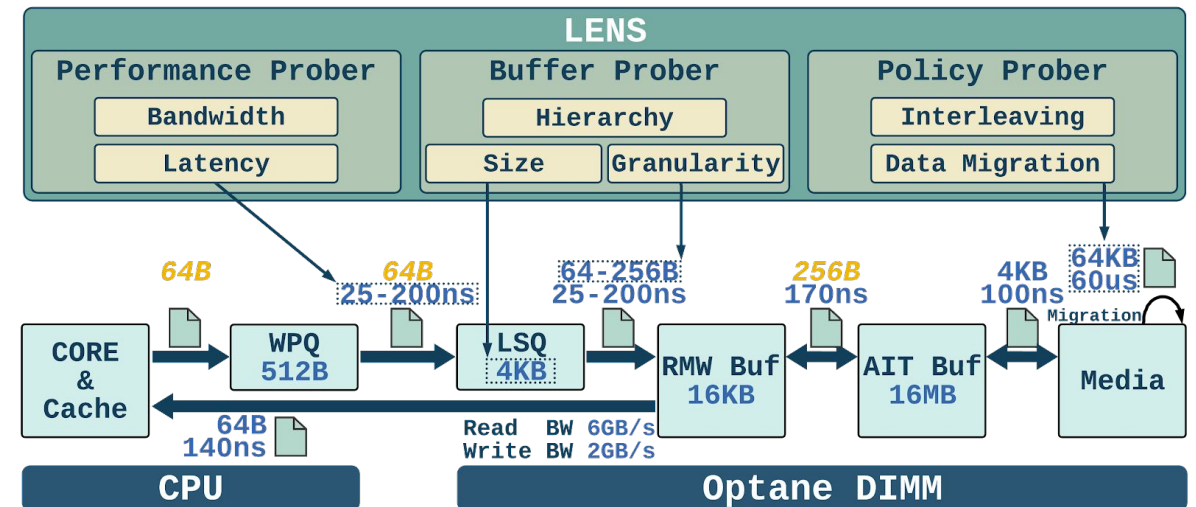 LENS
Performance Prober
Bandwidth
Latency
Buffer Prober
Hierarchy
Size
Granularity
Policy Prober
Interleaving
Data Migration
64B
64B
25-200ns
64-256B
25-200ns
256B
170ns
4KB
100ns
64KB
60us
Migration
CORE
&
Cache
WPQ
512B
LSQ
4KB
RMW Buf
16KB
AIT Buf
16MB
Media
64B
140ns
Read BW 6GB/s
Write BW 2GB/s
CPU
Optane DIMM